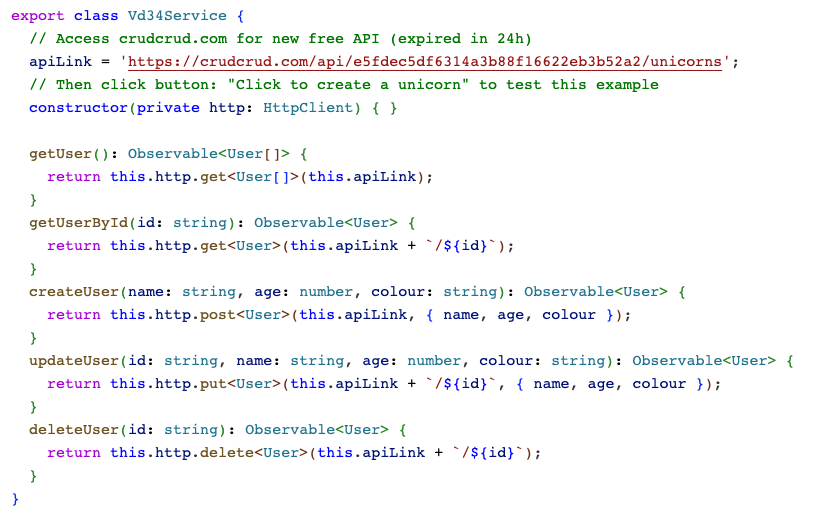 export class Vd34Service {
  // Access crudcrud.com for new free API (expired in 24h)
  apiLink = 'https://crudcrud.com/api/e5fdec5df6314a3b88f16622eb3b52a2/unicorns';
  // Then click button: "Click to create a unicorn" to test this example
  constructor(private http: HttpClient) { }

  getUser(): Observable<User[]> {
    return this.http.get<User[]>(this.apiLink);
  }
  getUserById(id: string): Observable<User> {
    return this.http.get<User>(this.apiLink + `/${id}`);
  }
  createUser(name: string, age: number, colour: string): Observable<User> {
    return this.http.post<User>(this.apiLink, { name, age, colour });
  }
  updateUser(id: string, name: string, age: number, colour: string): Observable<User> {
    return this.http.put<User>(this.apiLink + `/${id}`, { name, age, colour });
  }
  deleteUser(id: string): Observable<User> {
    return this.http.delete<User>(this.apiLink + `/${id}`);
  }
}